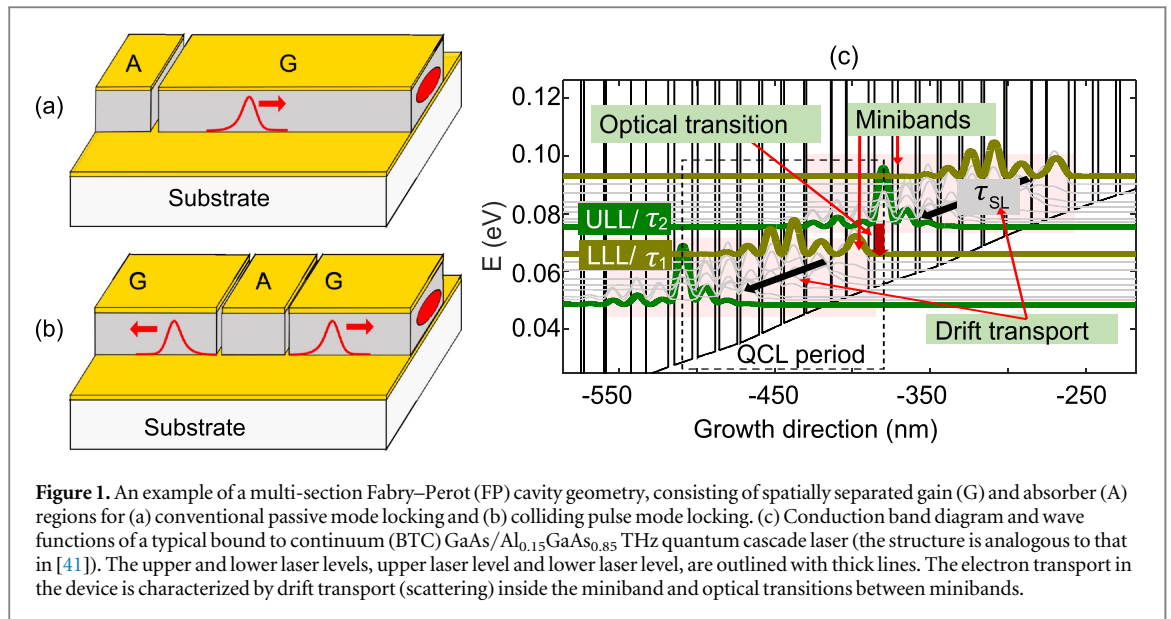 A
G
(a)
Substrate
G
A
G
(b)
Substrate
(c)
E (eV)
0.12
0.10
0.08
0.06
0.04
Optical transition
Minibands
τSL
ULL/ τ2
LLL/ τ1
Drift transport
QCL period
-550
-450
-350
-250
Growth direction (nm)
Figure 1. An example of a multi-section Fabry–Perot (FP) cavity geometry, consisting of spatially separated gain (G) and absorber (A)
regions for (a) conventional passive mode locking and (b) colliding pulse mode locking. (c) Conduction band diagram and wave
functions of a typical bound to continuum (BTC) GaAs/Al0.15GaAs0.85 THz quantum cascade laser (the structure is analogous to that
in [41]). The upper and lower laser levels, upper laser level and lower laser level, are outlined with thick lines. The electron transport in
the device is characterized by drift transport (scattering) inside the miniband and optical transitions between minibands.